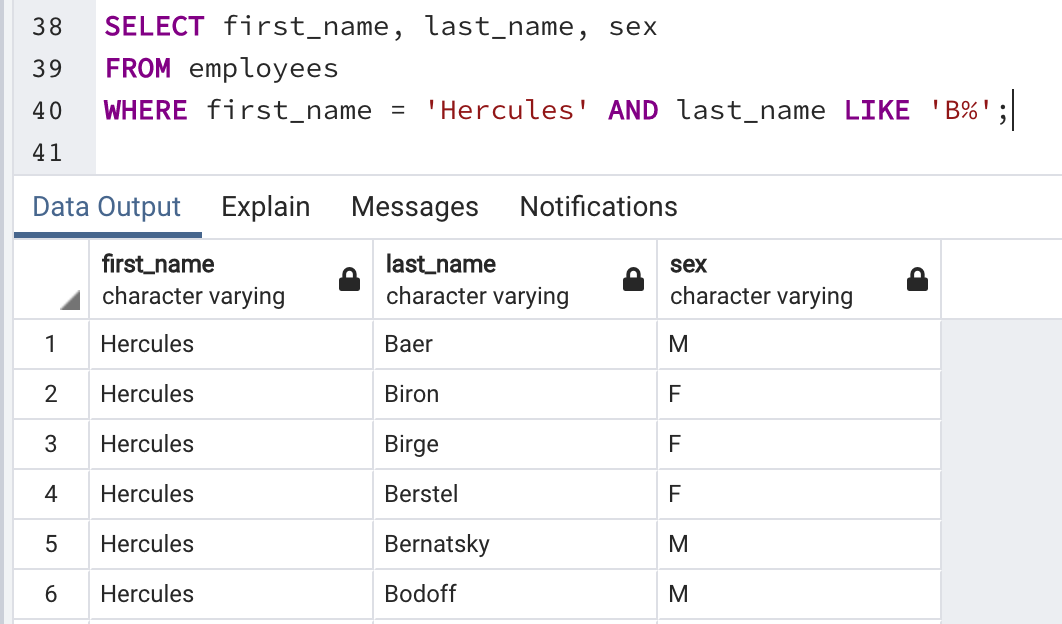 38 SELECT first_name, last_name, sex
39 FROM employees
40 WHERE first_name = 'Hercules' AND last_name LIKE 'B%';
41
Data Output Explain Messages Notifications
first_name last_name sex
character varying character varying character varying
1 Hercules Baer M
2 Hercules Biron F
3 Hercules Birge F
4 Hercules Berstel F
5 Hercules Bernatsky M
6 Hercules Bodoff M